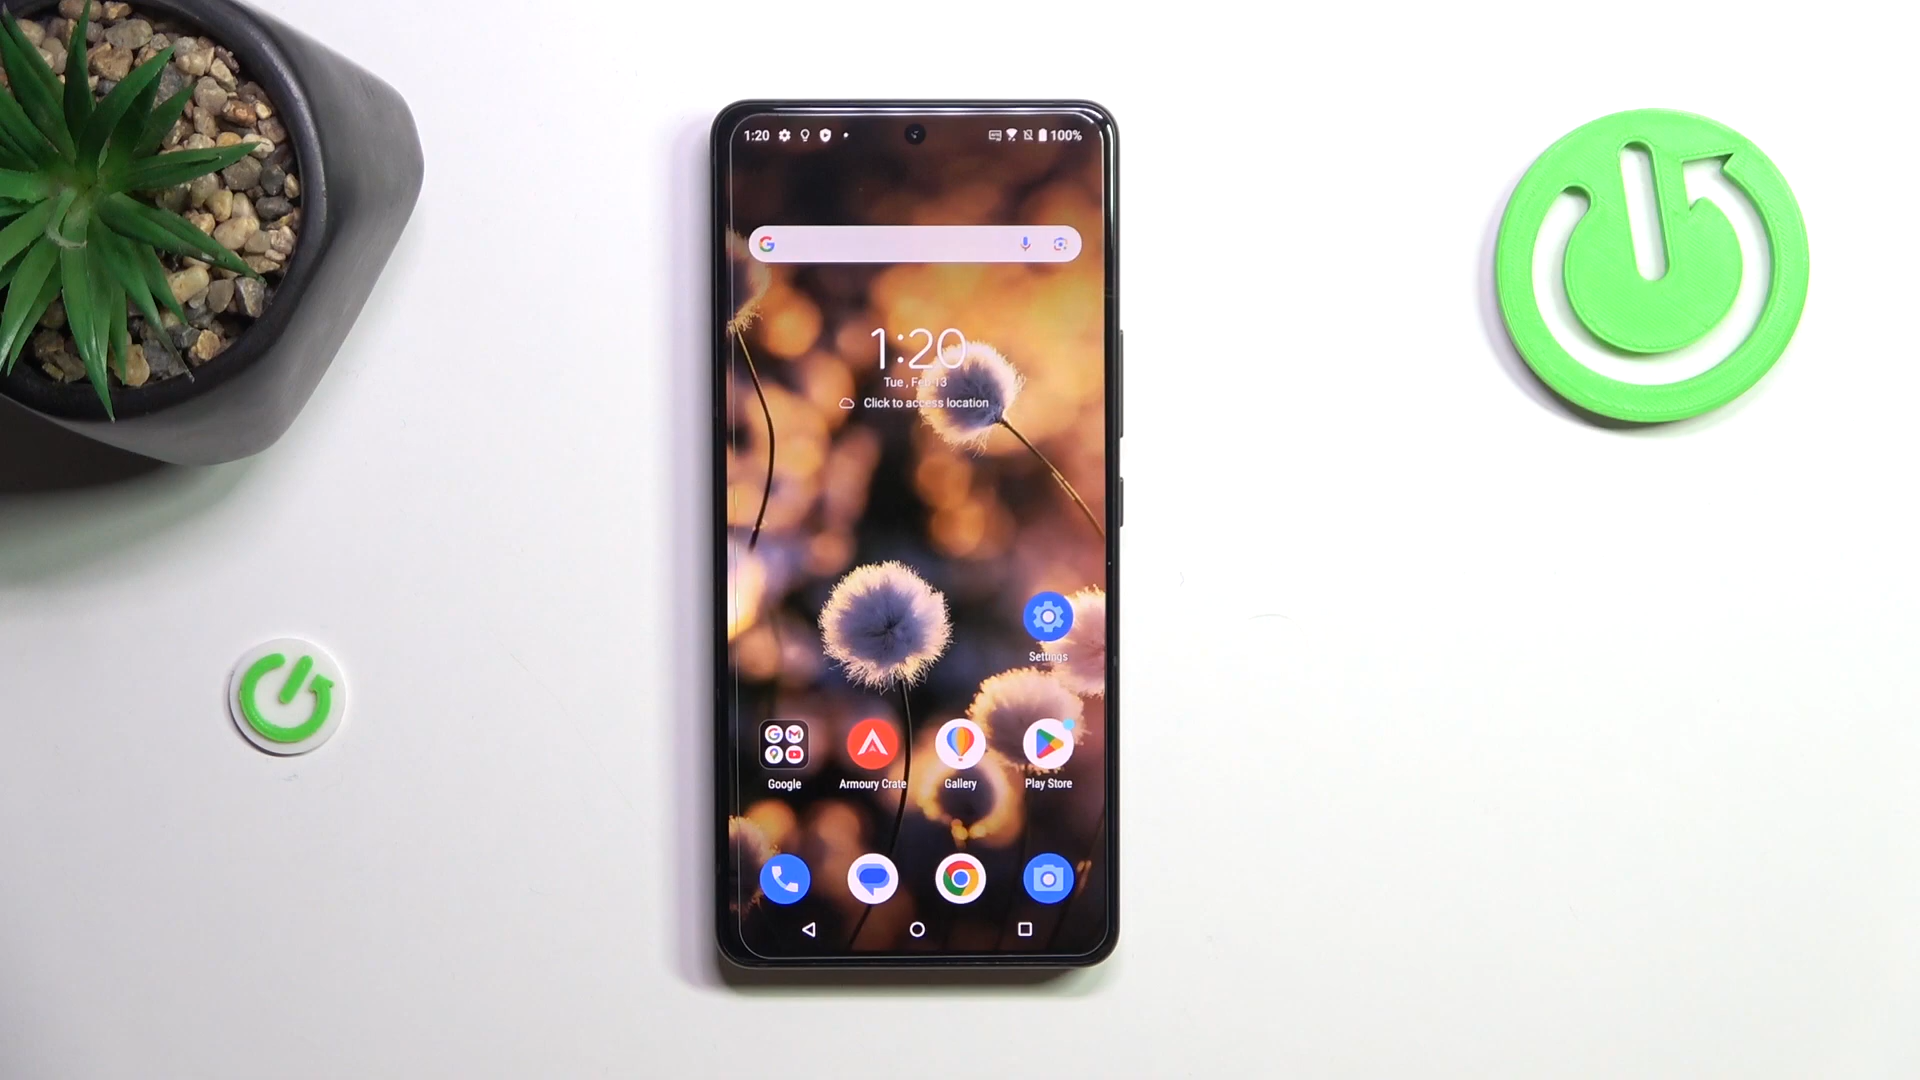 1:20 100%
1:20
Tue, Feb 13
Click to access location
Settings
Google Armoury Crate Gallery Play Store